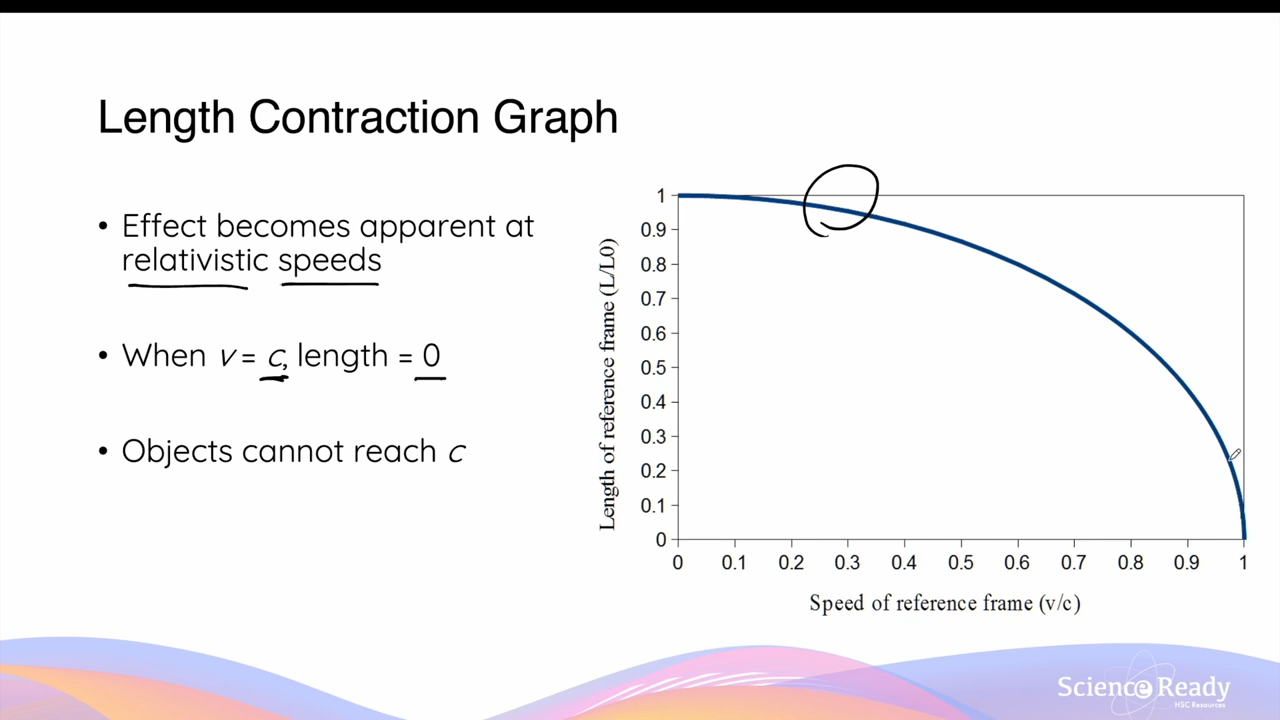 Length Contraction Graph
• Effect becomes apparent at
relativistic speeds
• When v = c, length = 0
• Objects cannot reach c
Length of reference frame (L/L0)
1
0.9
0.8
0.7
0.6
0.5
0.4
0.3
0.2
0.1
0
0 0.1 0.2 0.3 0.4 0.5 0.6 0.7 0.8 0.9 1
Speed of reference frame (v/c)
Science Ready
HSC Resources